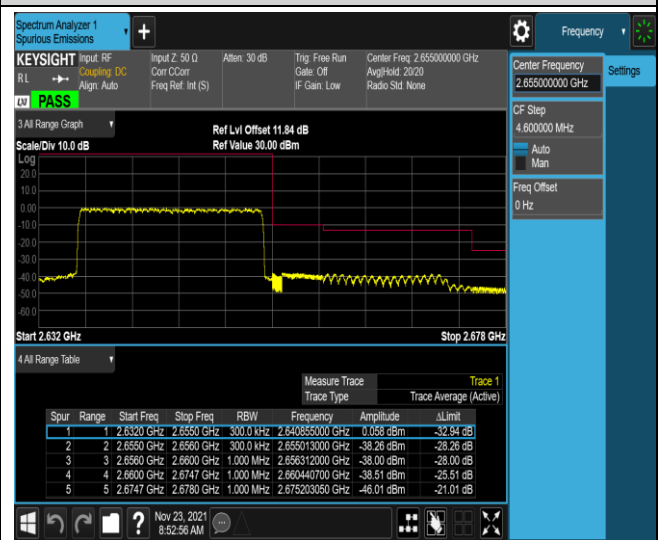 Spectrum Analyzer 1
Spurious Emissions
Frequency
KEYSIGHT
RL
Input: RF
Coupling: DC
Align: Auto
Input Z: 50 Ω
Corr CCorr
Freq Ref: Int (S)
Atten: 30 dB
Trig: Free Run
Gate: Off
IF Gain: Low
Center Freq: 2.655000000 GHz
Avg|Hold: 20/20
Radio Std: None
LXI
PASS
Center Frequency
2.655000000 GHz
Settings
CF Step
4.600000 MHz
Auto
Man
Freq Offset
0 Hz
3 All Range Graph
Scale/Div 10.0 dB
Ref Lvl Offset 11.84 dB
Ref Value 30.00 dBm
Log
20.0
10.0
0.00
-10.0
-20.0
-30.0
-40.0
-50.0
-60.0
Start 2.632 GHz
Stop 2.678 GHz
4 All Range Table
Measure Trace Trace 1
Trace Type Trace Average (Active)
Spur Range Start Freq Stop Freq RBW Frequency Amplitude ΔLimit
1 1 2.6320 GHz 2.6550 GHz 300.0 kHz 2.640855000 GHz 0.058 dBm -32.94 dB
2 2 2.6550 GHz 2.6560 GHz 300.0 kHz 2.655013000 GHz -38.26 dBm -28.26 dB
3 3 2.6560 GHz 2.6600 GHz 1.000 MHz 2.656312000 GHz -38.00 dBm -28.00 dB
4 4 2.6600 GHz 2.6747 GHz 1.000 MHz 2.660440700 GHz -38.51 dBm -25.51 dB
5 5 2.6747 GHz 2.6780 GHz 1.000 MHz 2.675203050 GHz -46.01 dBm -21.01 dB
Nov 23, 2021
8:52:56 AM